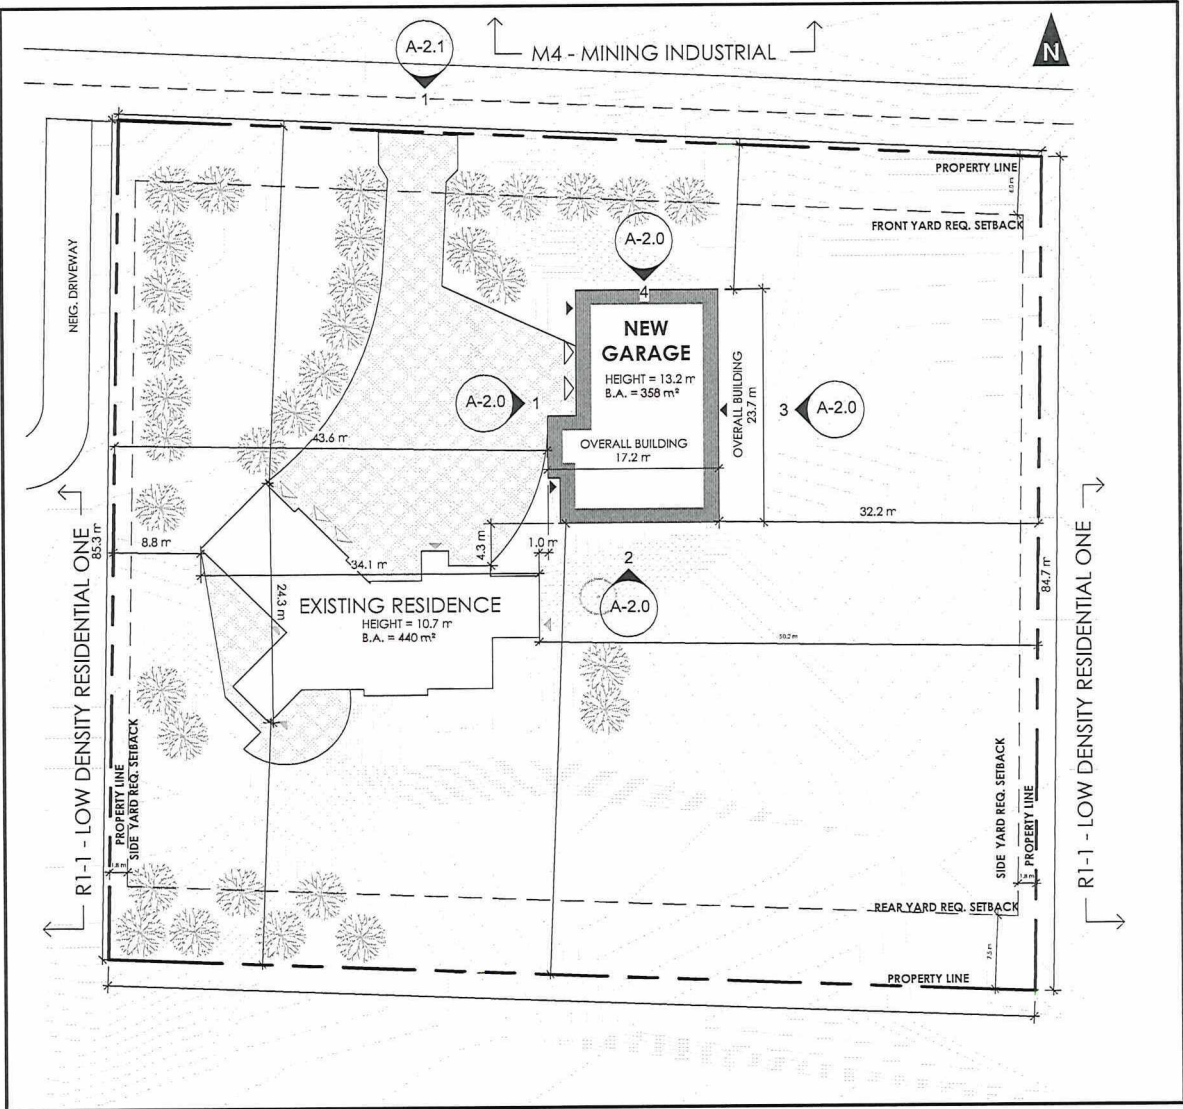 A-2.1
M4 - MINING INDUSTRIAL
N
1
PROPERTY LINE
6.0 m
FRONT YARD REQ. SETBACK
NEIG. DRIVEWAY
A-2.0
4
NEW
GARAGE
HEIGHT = 13.2 m
B.A. = 358 m²
OVERALL BUILDING
23.7 m
A-2.0
1
3
A-2.0
43.6 m
OVERALL BUILDING
17.2 m
32.2 m
85.3 m
8.8 m
34.1 m
4.3 m
1.0 m
2
A-2.0
84.7 m
24.3 m
EXISTING RESIDENCE
HEIGHT = 10.7 m
B.A. = 440 m²
50.2 m
R1-1 - LOW DENSITY RESIDENTIAL ONE
R1-1 - LOW DENSITY RESIDENTIAL ONE
PROPERTY LINE
SIDE YARD REQ. SETBACK
SIDE YARD REQ. SETBACK
PROPERTY LINE
1.8 m
1.8 m
REAR YARD REQ. SETBACK
7.5 m
PROPERTY LINE